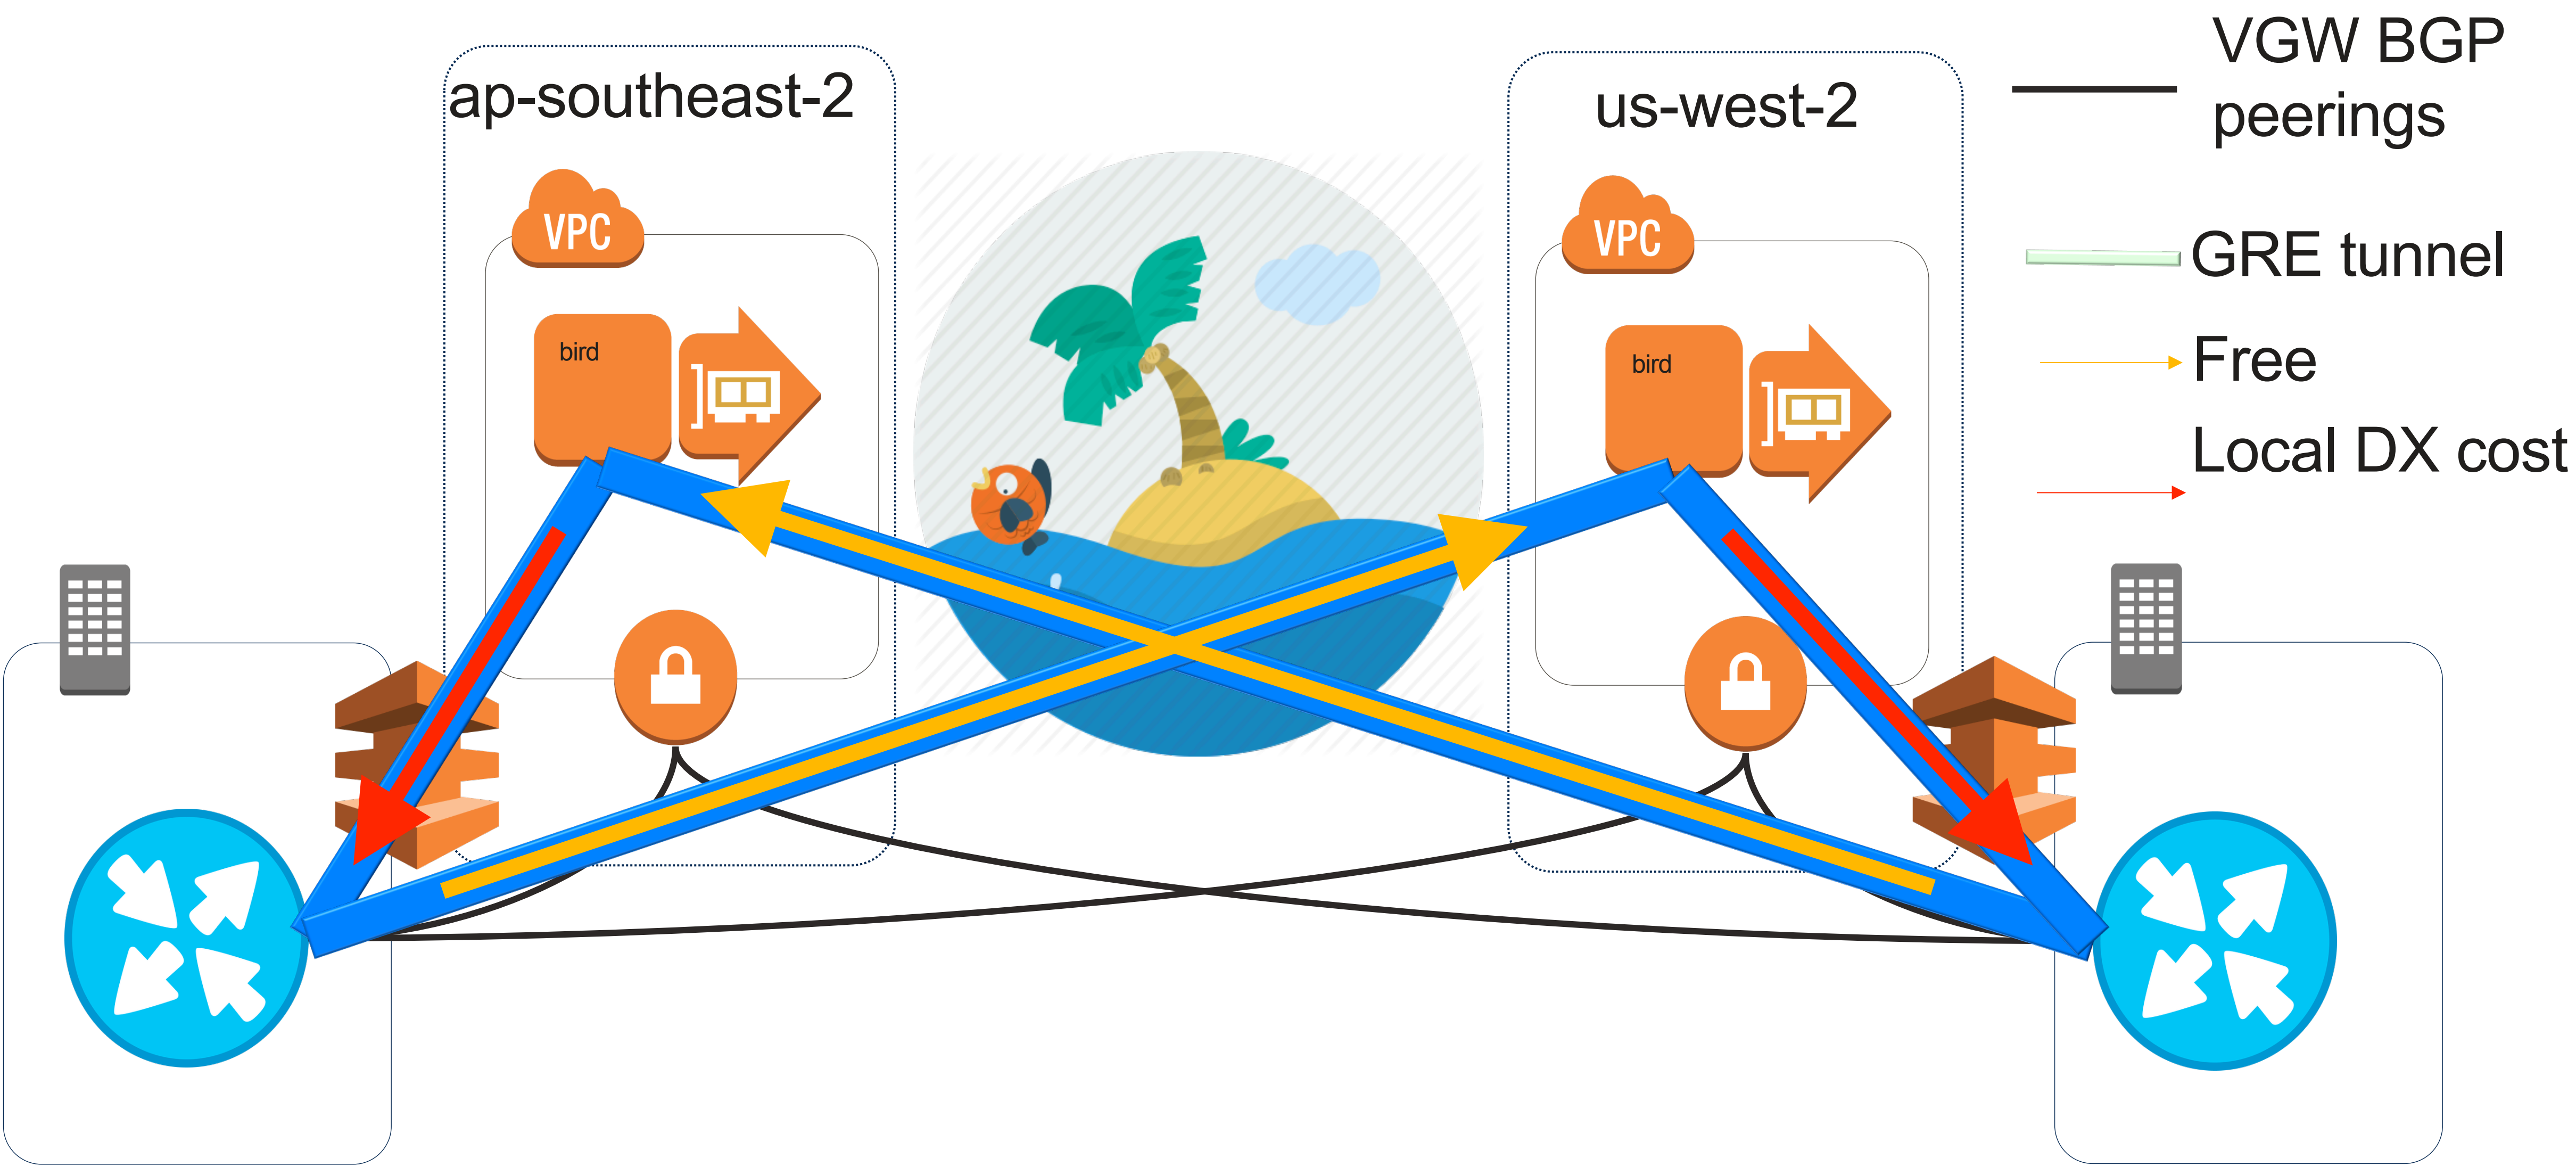 ap-southeast-2
us-west-2
VGW BGP
peerings
VPC
VPC
GRE tunnel
bird
bird
Free
Local DX cost